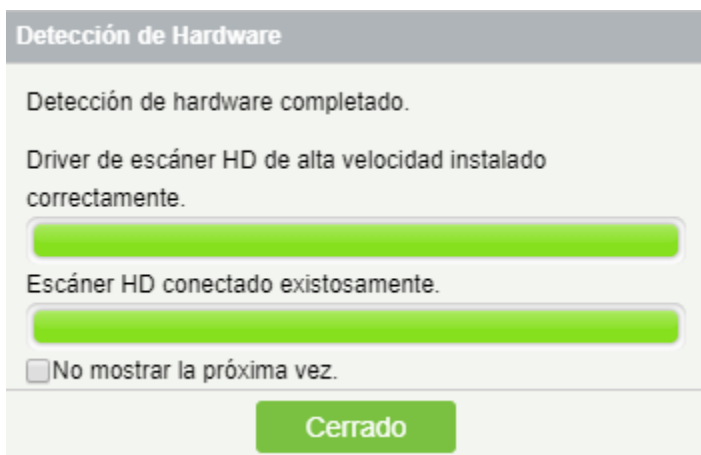 Detección de Hardware
Detección de hardware completado.
Driver de escáner HD de alta velocidad instalado
correctamente.
Escáner HD conectado existosamente.
No mostrar la próxima vez.
Cerrado